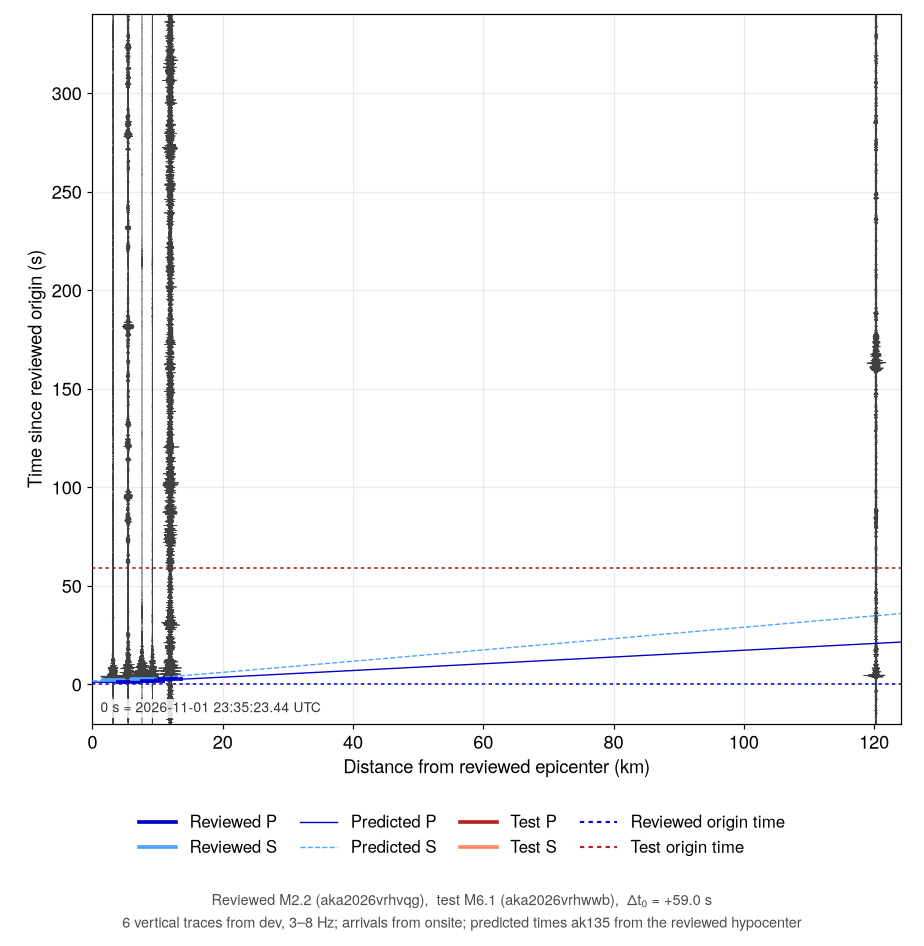 300
250
200
150
100
50
0
Time since reviewed origin (s)
0 s = 2026-11-01 23:35:23.44 UTC
0 20 40 60 80 100 120
Distance from reviewed epicenter (km)
Reviewed P Predicted P Test P Reviewed origin time
Reviewed S Predicted S Test S Test origin time
Reviewed M2.2 (aka2026vrhvqg), test M6.1 (aka2026vrhwwb), Δt₀ = +59.0 s
6 vertical traces from dev, 3–8 Hz; arrivals from onsite; predicted times ak135 from the reviewed hypocenter